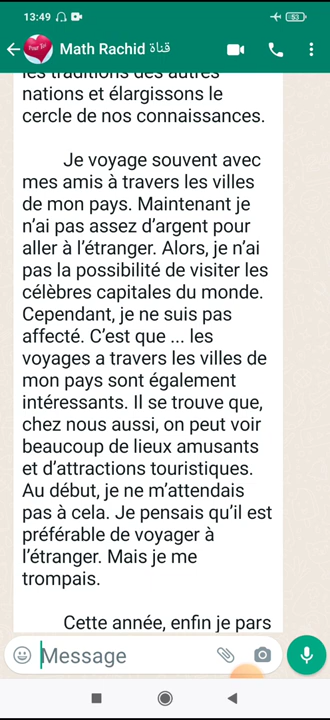 13:49
53
Math Rachid قناة
les traditions des autres
nations et élargissons le
cercle de nos connaissances.
Je voyage souvent avec
mes amis à travers les villes
de mon pays. Maintenant je
n'ai pas assez d'argent pour
aller à l'étranger. Alors, je n'ai
pas la possibilité de visiter les
célèbres capitales du monde.
Cependant, je ne suis pas
affecté. C'est que ... les
voyages a travers les villes de
mon pays sont également
intéressants. Il se trouve que,
chez nous aussi, on peut voir
beaucoup de lieux amusants
et d'attractions touristiques.
Au début, je ne m'attendais
pas à cela. Je pensais qu'il est
préférable de voyager à
l'étranger. Mais je me
trompais.
Cette année, enfin je pars
Message